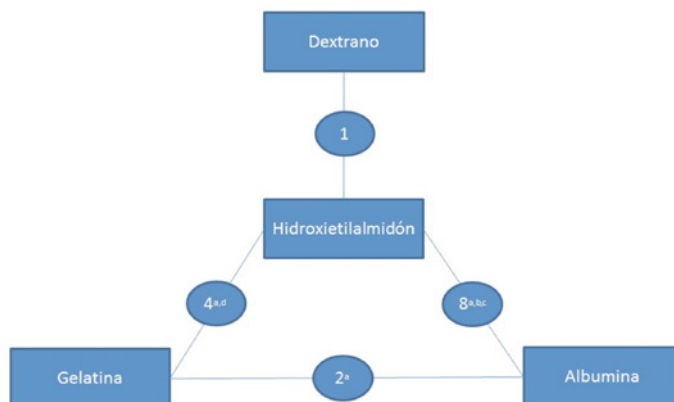 Dextrano
1
Hidroxietilalmidón
4a,d
8a,b,c
Gelatina
2a
Albumina